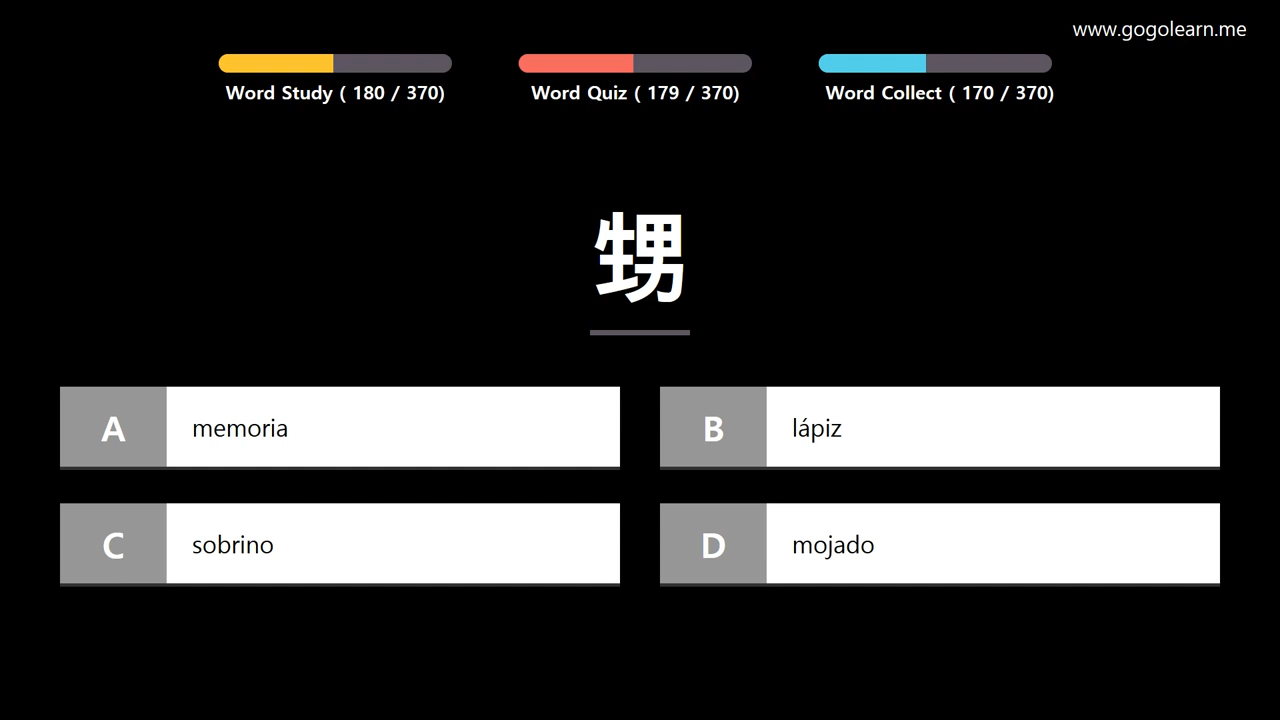 www.gogolearn.me
Word Study ( 180 / 370)
Word Quiz ( 179 / 370)
Word Collect ( 170 / 370)
甥
A memoria
B lápiz
C sobrino
D mojado